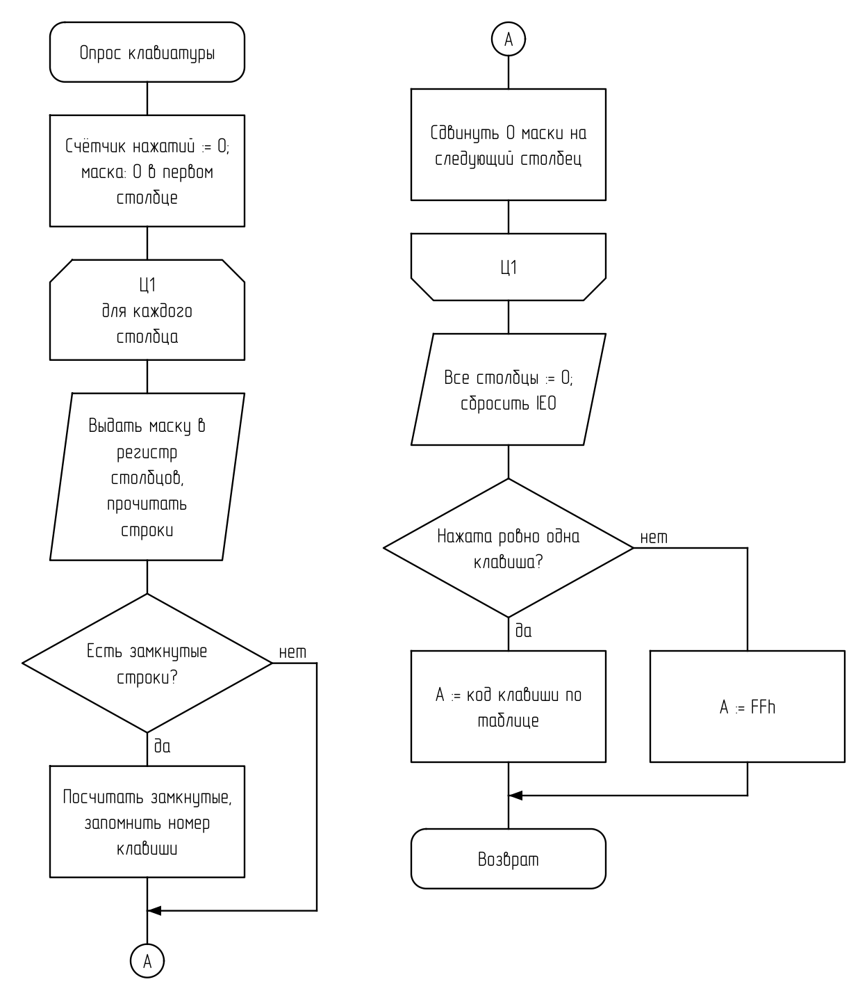 Опрос клавиатуры
Счётчик нажатий := 0;
маска: 0 в первом
столбце
Ц1
для каждого
столбца
Выдать маску в
регистр
столбцов,
прочитать
строки
Есть замкнутые
строки?
нет
да
Посчитать замкнутые,
запомнить номер
клавиши
А
А
Сдвинуть 0 маски на
следующий столбец
Ц1
Все столбцы := 0;
сбросить IE0
Нажата ровно одна
клавиша?
нет
да
А := код клавиши по
таблице
А := FFh
Возврат